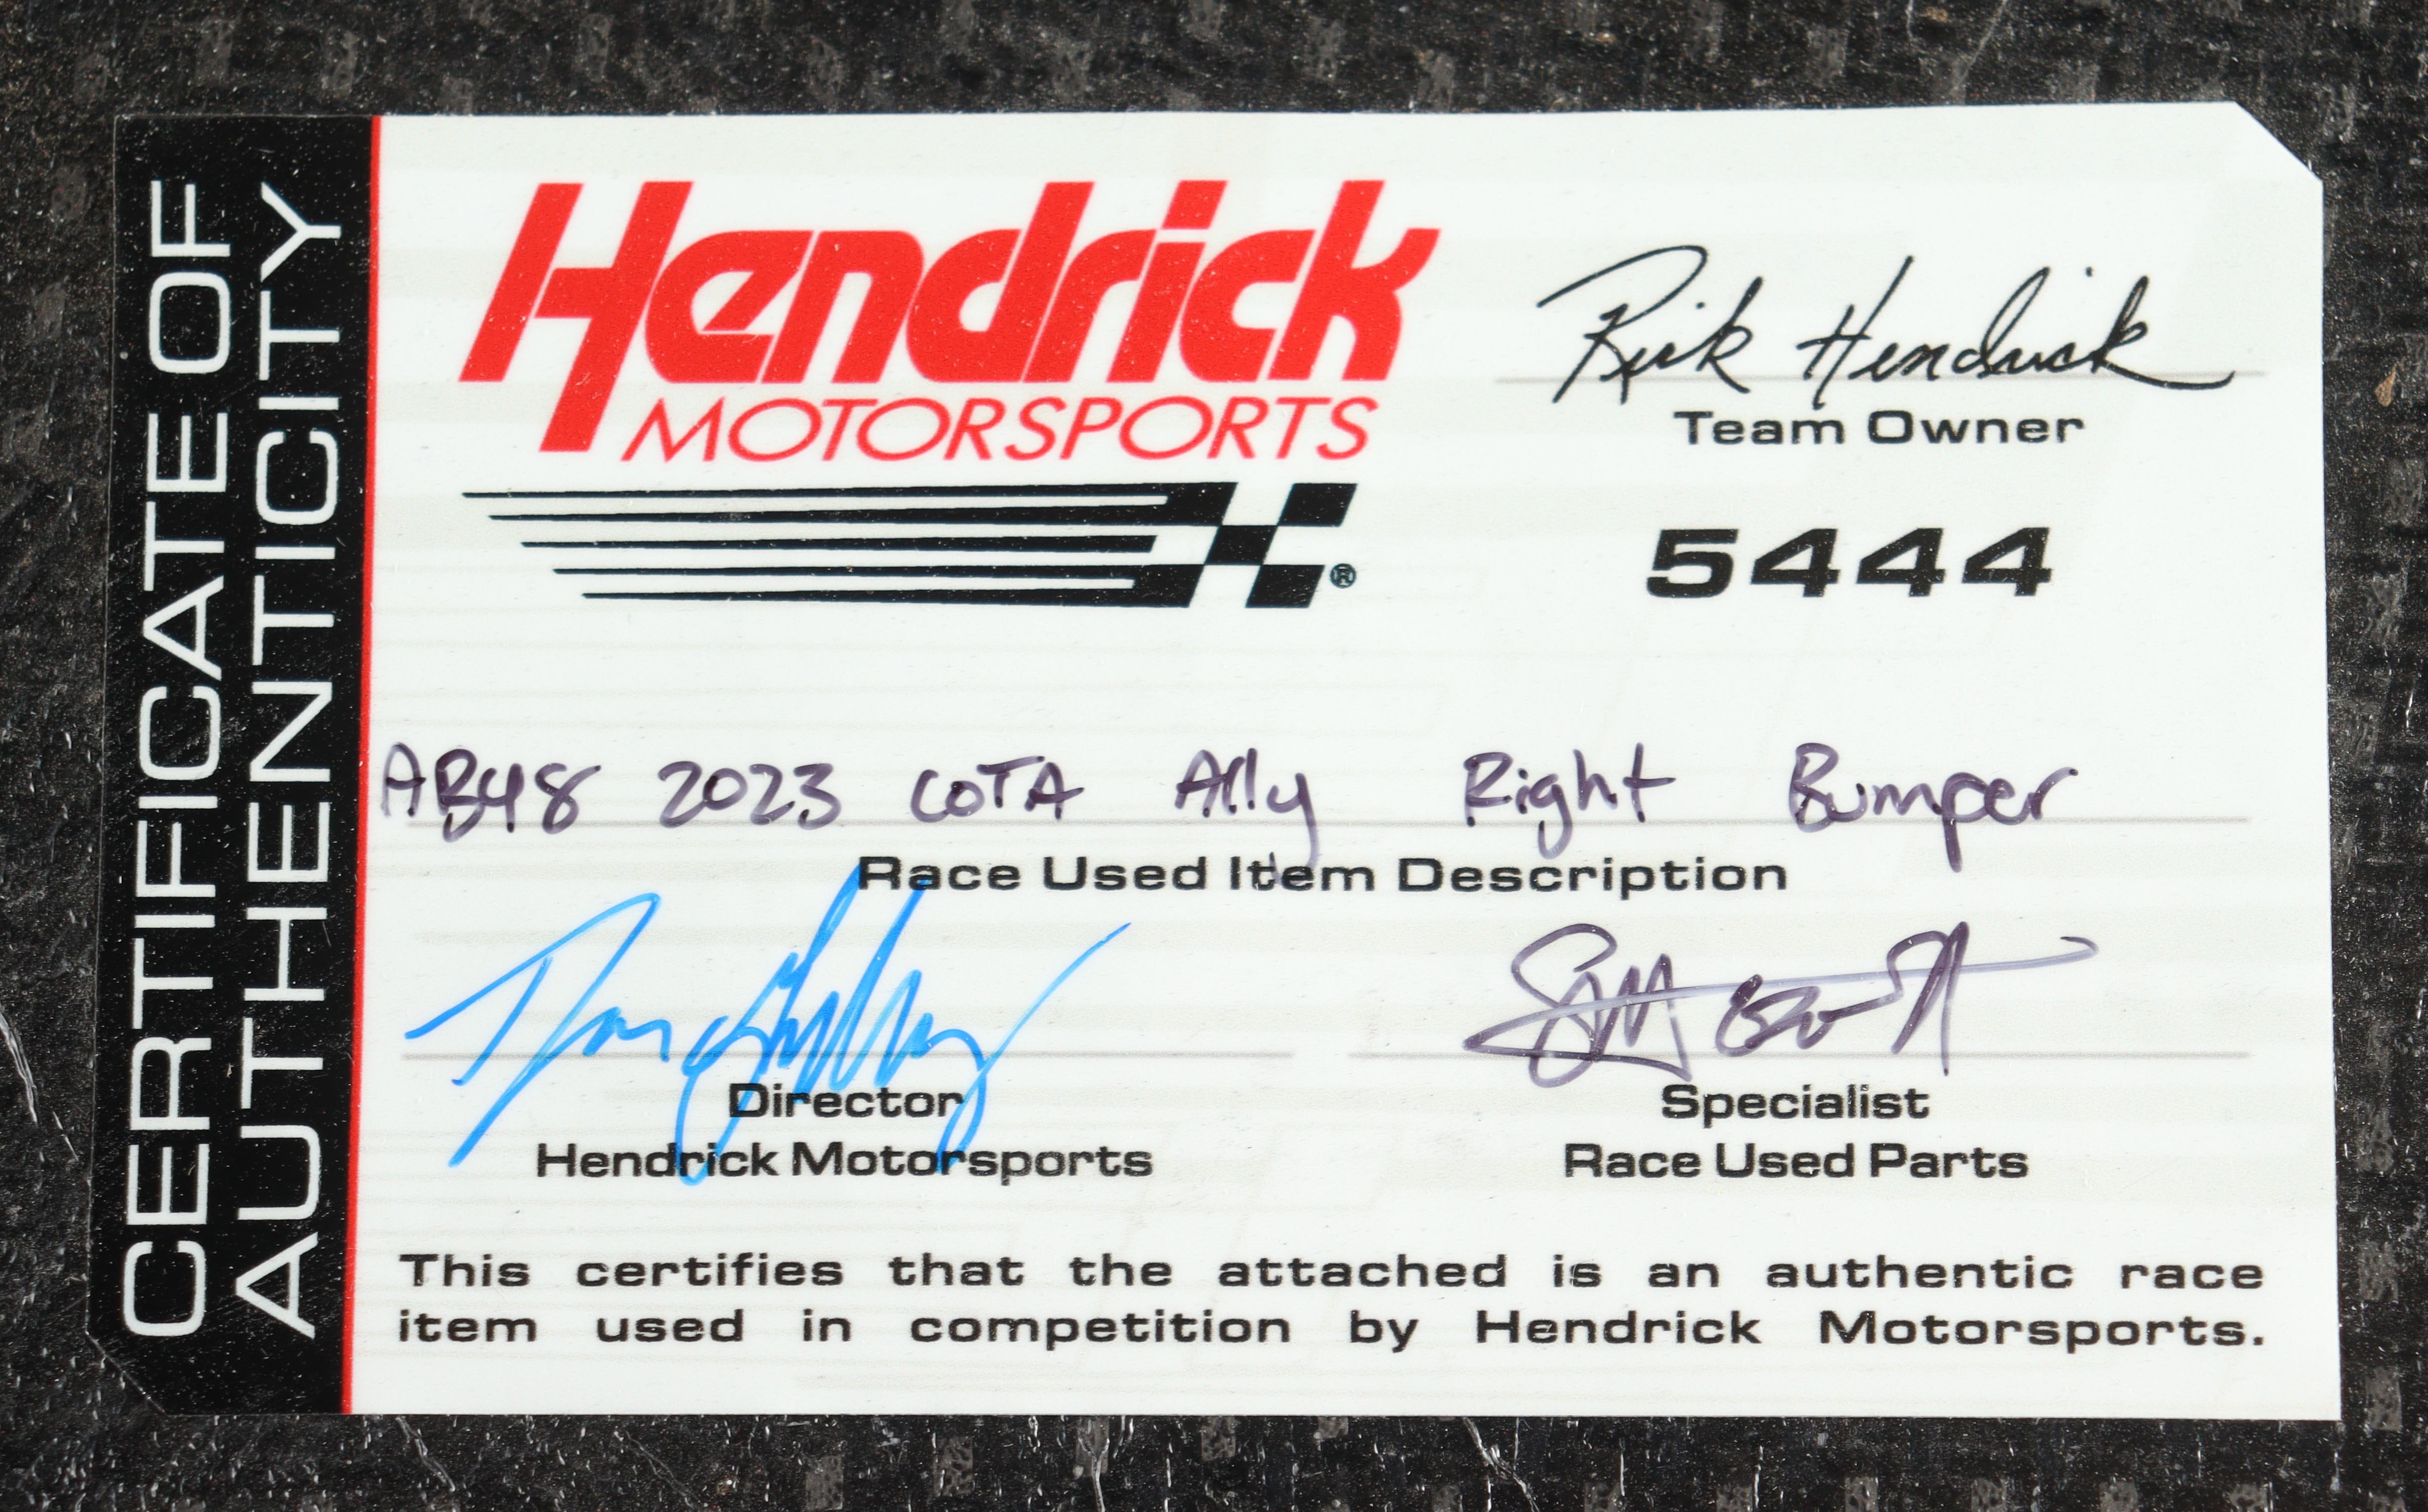 CERTIFICATE OF
AUTHENTICITY
Hendrick
MOTORSPORTS
®
Rick Hendrick
Team Owner
5444
AB48 2023 COTA Ally Right Bumper
Race Used Item Description
Director
Hendrick Motorsports
Specialist
Race Used Parts
This certifies that the attached is an authentic race
item used in competition by Hendrick Motorsports.